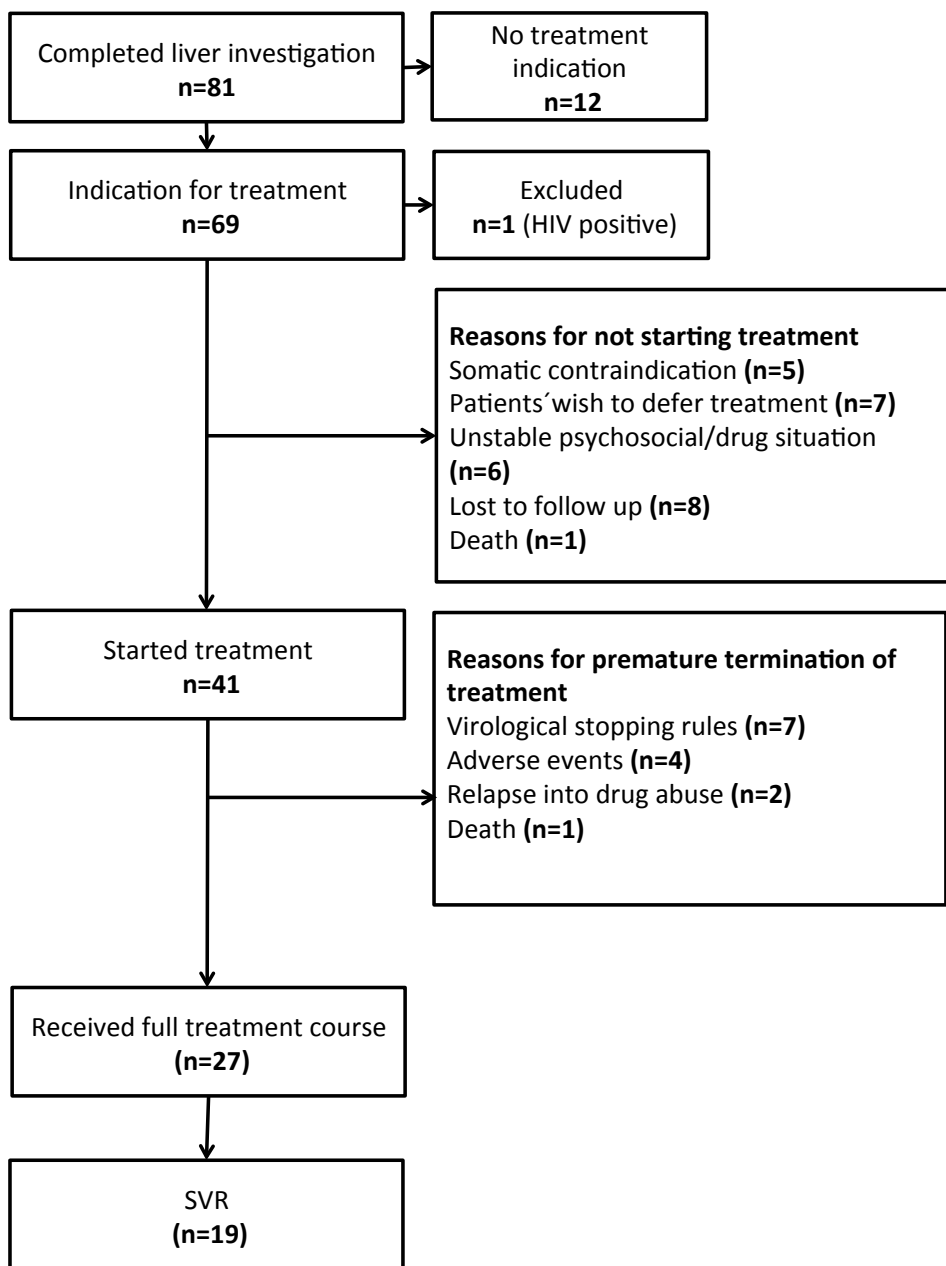 Completed liver investigation
n=81
No treatment
indication
n=12
Indication for treatment
n=69
Excluded
n=1 (HIV positive)
Reasons for not starting treatment
Somatic contraindication (n=5)
Patients´wish to defer treatment (n=7)
Unstable psychosocial/drug situation
(n=6)
Lost to follow up (n=8)
Death (n=1)
Started treatment
n=41
Reasons for premature termination of
treatment
Virological stopping rules (n=7)
Adverse events (n=4)
Relapse into drug abuse (n=2)
Death (n=1)
Received full treatment course
(n=27)
SVR
(n=19)